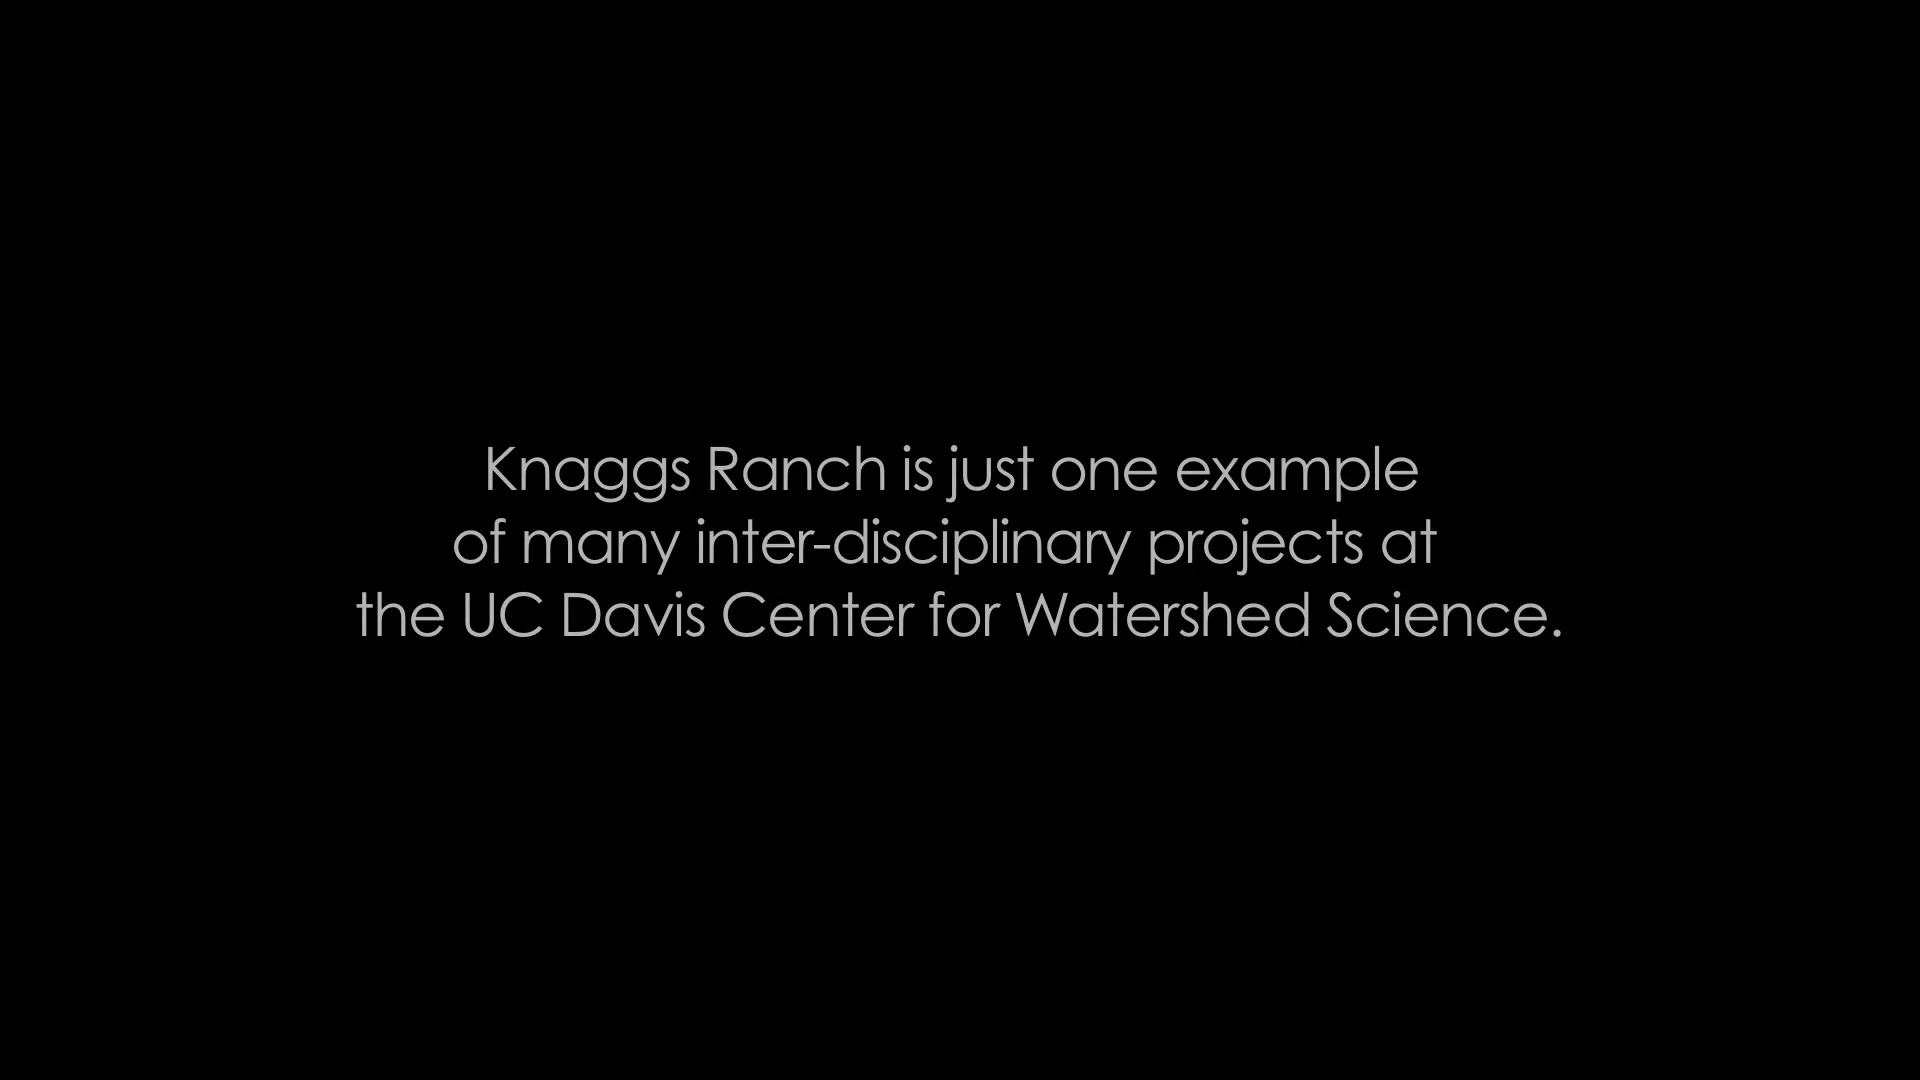 Knaggs Ranch is just one example
of many inter-disciplinary projects at
the UC Davis Center for Watershed Science.